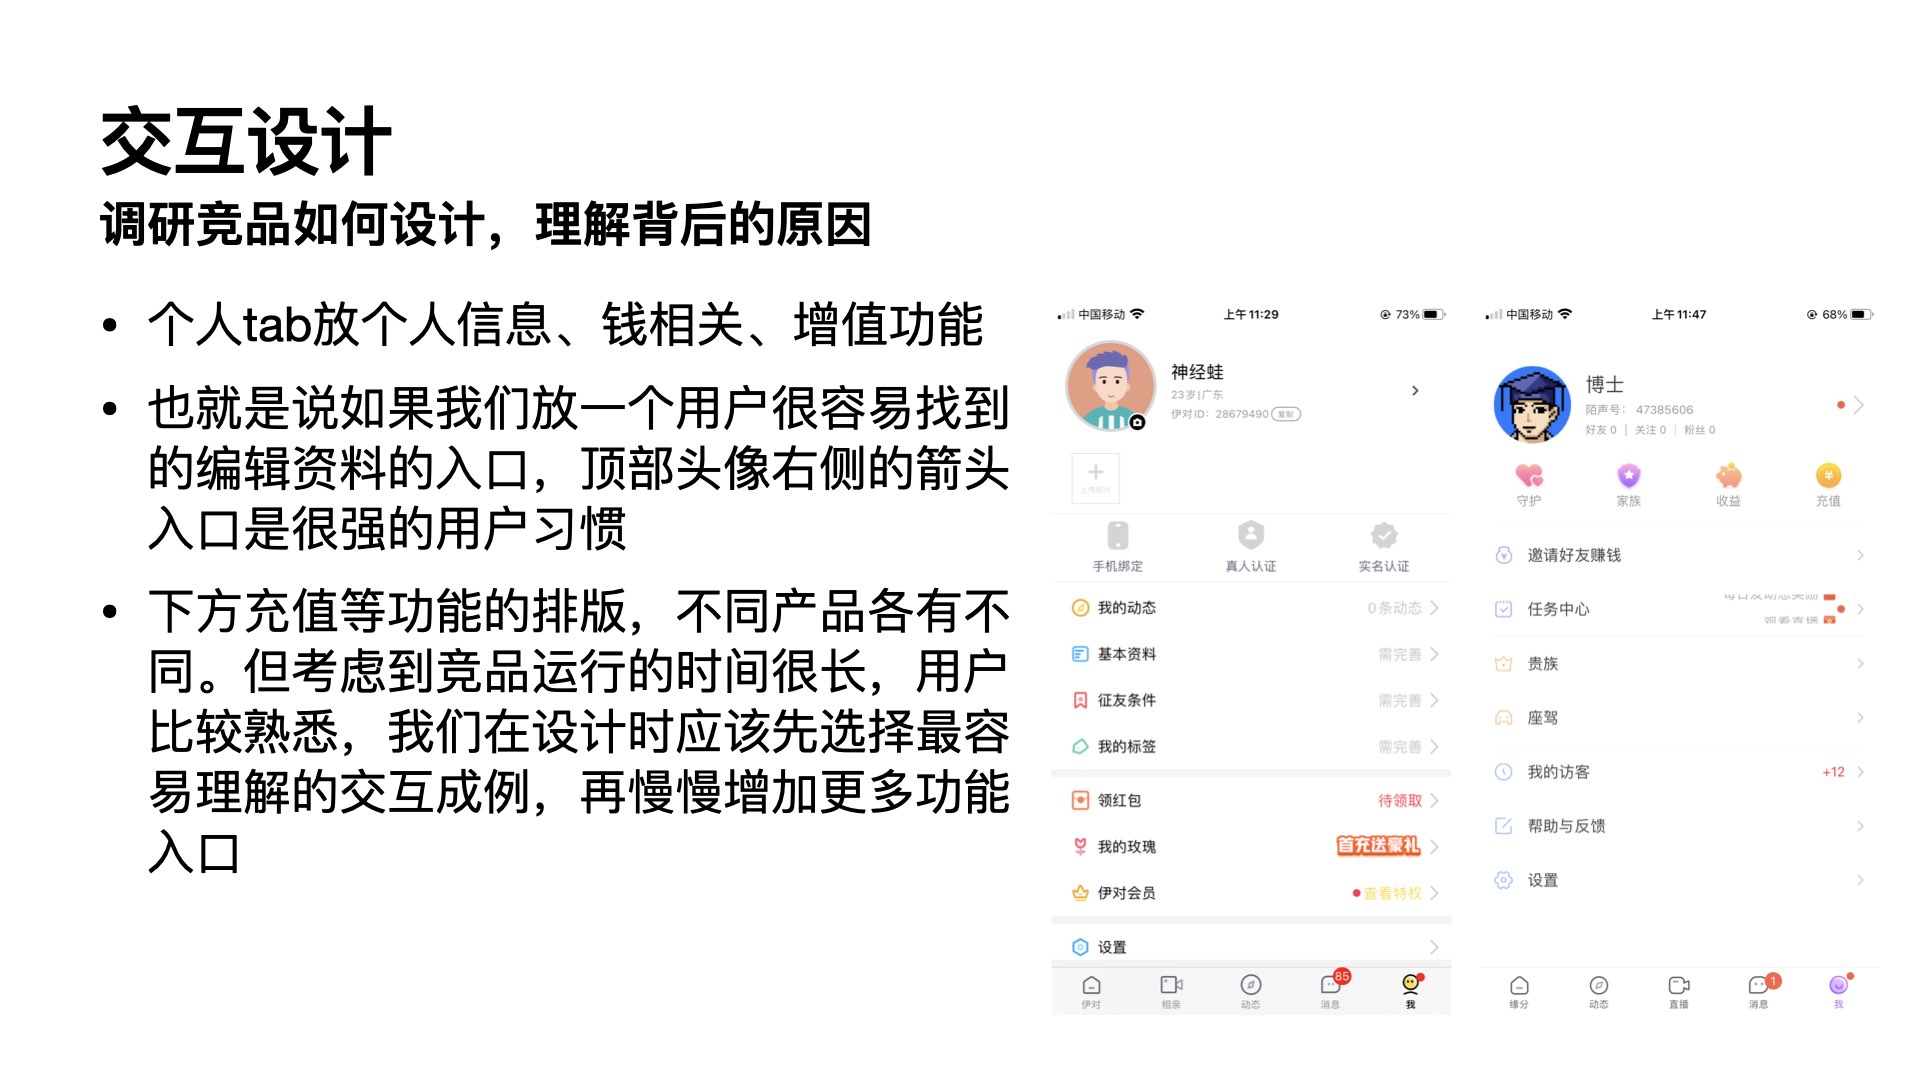 交互设计
调研竞品如何设计，理解背后的原因
• 个人tab放个人信息、钱相关、增值功能
• 也就是说如果我们放一个用户很容易找到
的编辑资料的入口，顶部头像右侧的箭头
入口是很强的用户习惯
• 下方充值等功能的排版，不同产品各有不
同。但考虑到竞品运行的时间很长，用户
比较熟悉，我们在设计时应该先选择最容
易理解的交互成例，再慢慢增加更多功能
入口
中国移动 上午11:29 73%
神经蛙
23岁|广东
伊对ID：28679490 复制
上传照片
手机绑定 真人认证 实名认证
我的动态 0条动态
基本资料 需完善
征友条件 需完善
我的标签 需完善
领红包 待领取
我的玫瑰 首充送豪礼
伊对会员 查看特权
设置
85
伊对 相亲 动态 消息 我
中国移动 上午11:47 68%
博士
陌声号： 47385606
好友 0 | 关注 0 | 粉丝 0
守护 家族 收益 充值
邀请好友赚钱
每日发动态奖励
任务中心
观看直播
贵族
座驾
我的访客 +12
帮助与反馈
设置
1
缘分 动态 直播 消息 我